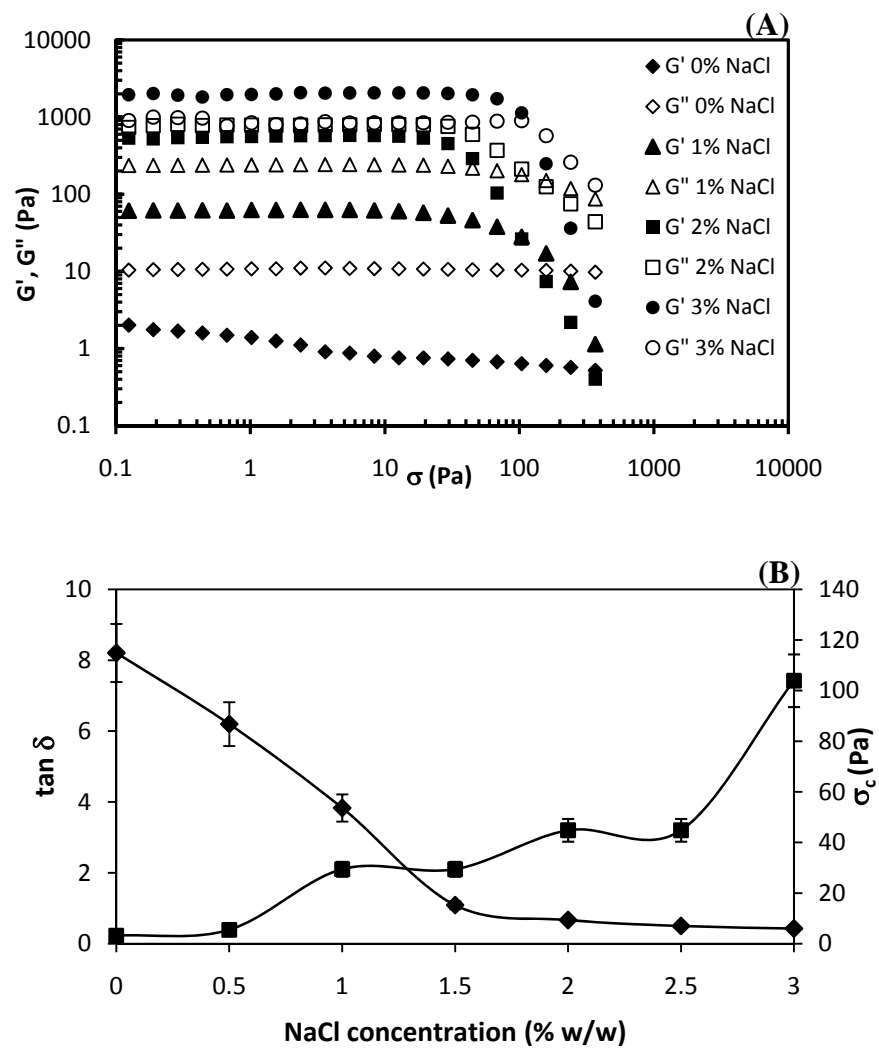 (A)
10000
1000
100
10
1
0.1
G', G" (Pa)
0.1
1
10
100
1000
10000
σ (Pa)
G' 0% NaCl
G" 0% NaCl
G' 1% NaCl
G" 1% NaCl
G' 2% NaCl
G" 2% NaCl
G' 3% NaCl
G" 3% NaCl
(B)
10
8
6
4
2
0
tan δ
140
120
100
80
60
40
20
0
σc (Pa)
0
0.5
1
1.5
2
2.5
3
NaCl concentration (% w/w)